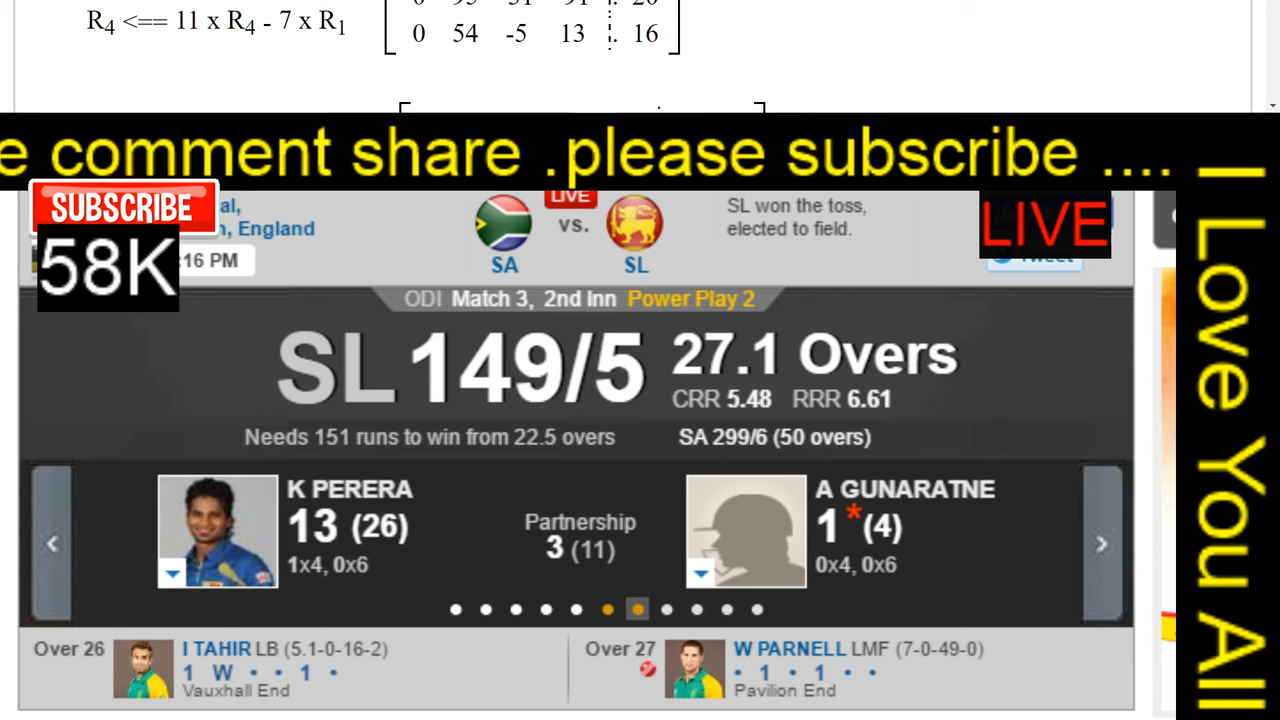 R4 <== 11 x R4 - 7 x R1
0 54 -5 13 : 16
e comment share .please subscribe ....
I Love You All
SUBSCRIBE
58K
al,
, England
:16 PM
SA
LIVE
vs.
SL
SL won the toss,
elected to field.
LIVE
Tweet
ODI Match 3, 2nd Inn Power Play 2
SL 149/5
27.1 Overs
CRR 5.48 RRR 6.61
Needs 151 runs to win from 22.5 overs
SA 299/6 (50 overs)
K PERERA
13 (26)
1x4, 0x6
Partnership
3 (11)
A GUNARATNE
1* (4)
0x4, 0x6
Over 26
I TAHIR LB (5.1-0-16-2)
1 W • • 1 •
Vauxhall End
Over 27
W PARNELL LMF (7-0-49-0)
• 1 • 1 • •
Pavilion End